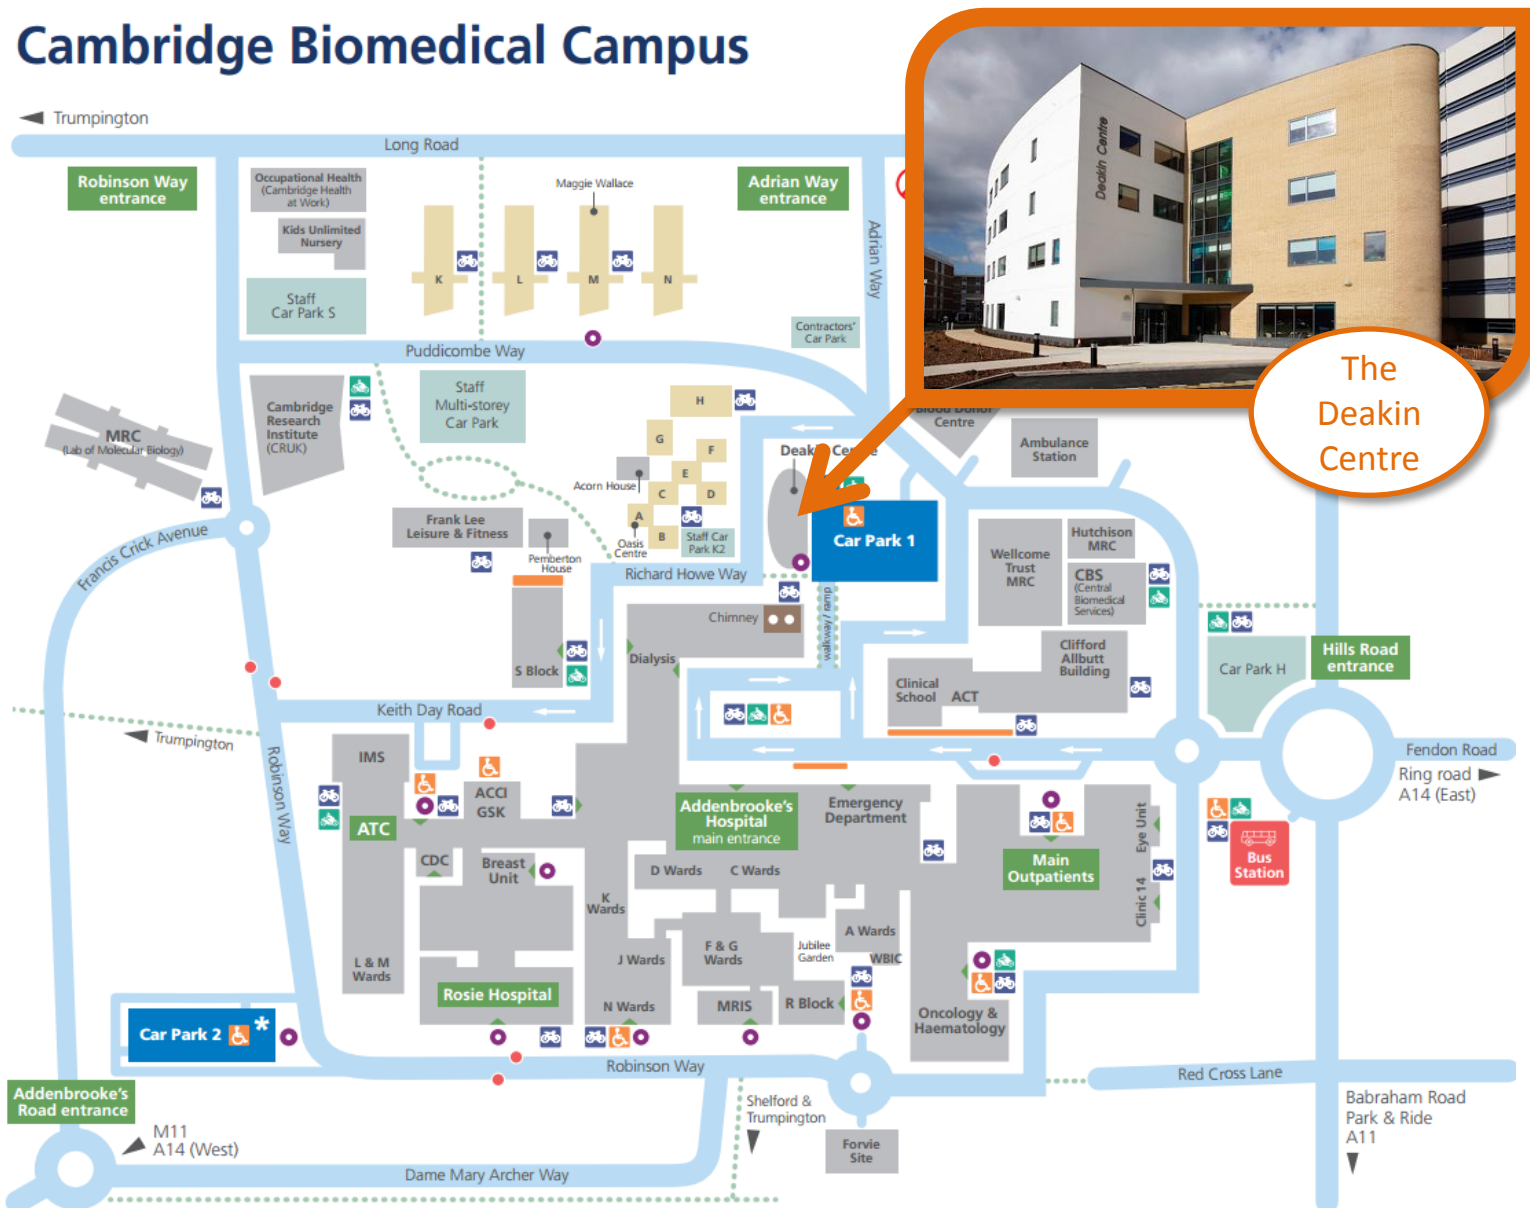 Cambridge Biomedical Campus
Trumpington
Long Road
Robinson Way
entrance
Occupational Health
(Cambridge Health
at Work)
Kids Unlimited
Nursery
Staff
Car Park S
Maggie Wallace
K
L
M
N
Adrian Way
entrance
Adrian Way
Contractors'
Car Park
Deakin Centre
The
Deakin
Centre
Puddicombe Way
Cambridge
Research
Institute
(CRUK)
Staff
Multi-storey
Car Park
MRC
(Lab of Molecular Biology)
H
G
F
E
C
D
A
B
Acorn House
Oasis
Centre
Staff Car
Park K2
Deakin Centre
Blood Donor
Centre
Ambulance
Station
Car Park 1
Frank Lee
Leisure & Fitness
Pemberton
House
Francis Crick Avenue
Richard Howe Way
Wellcome
Trust
MRC
Hutchison
MRC
CBS
(Central
Biomedical
Services)
Chimney
walkway / ramp
Dialysis
S Block
Clifford
Allbutt
Building
Clinical
School
ACT
Car Park H
Hills Road
entrance
Keith Day Road
Trumpington
Robinson Way
IMS
ACCI
GSK
ATC
CDC
Breast
Unit
Addenbrooke's
Hospital
main entrance
Emergency
Department
Fendon Road
Ring road
A14 (East)
Main
Outpatients
Eye Unit
Clinic 14
Bus
Station
D Wards
C Wards
K
Wards
A Wards
WBIC
Jubilee
Garden
F & G
Wards
J Wards
L & M
Wards
Rosie Hospital
N Wards
MRIS
R Block
Oncology &
Haematology
Car Park 2 *
Robinson Way
Red Cross Lane
Addenbrooke's
Road entrance
M11
A14 (West)
Shelford &
Trumpington
Forvie
Site
Babraham Road
Park & Ride
A11
Dame Mary Archer Way